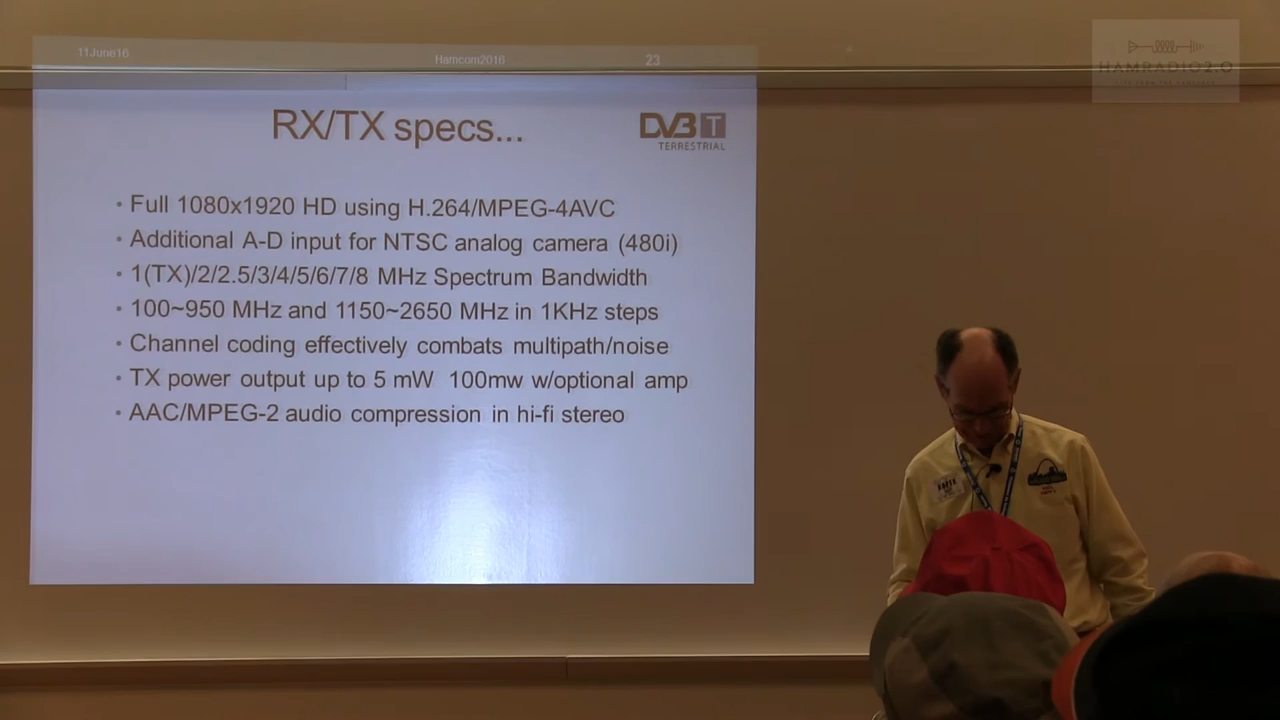 11June16 Hamcom2016 23
HAMRADIO2.0
RX/TX specs...
DVB T
TERRESTRIAL
• Full 1080x1920 HD using H.264/MPEG-4AVC
• Additional A-D input for NTSC analog camera (480i)
• 1(TX)/2/2.5/3/4/5/6/7/8 MHz Spectrum Bandwidth
• 100~950 MHz and 1150~2650 MHz in 1KHz steps
• Channel coding effectively combats multipath/noise
• TX power output up to 5 mW 100mw w/optional amp
• AAC/MPEG-2 audio compression in hi-fi stereo